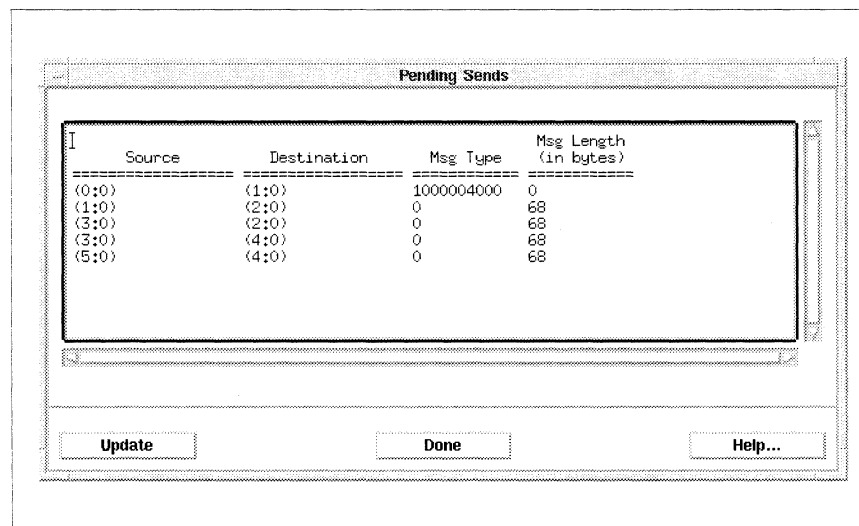 Pending Sends
Msg Length
Source Destination Msg Type (in bytes)
================== ================== ============ ============
(0:0) (1:0) 1000004000 0
(1:0) (2:0) 0 68
(3:0) (2:0) 0 68
(3:0) (4:0) 0 68
(5:0) (4:0) 0 68
Update Done Help...